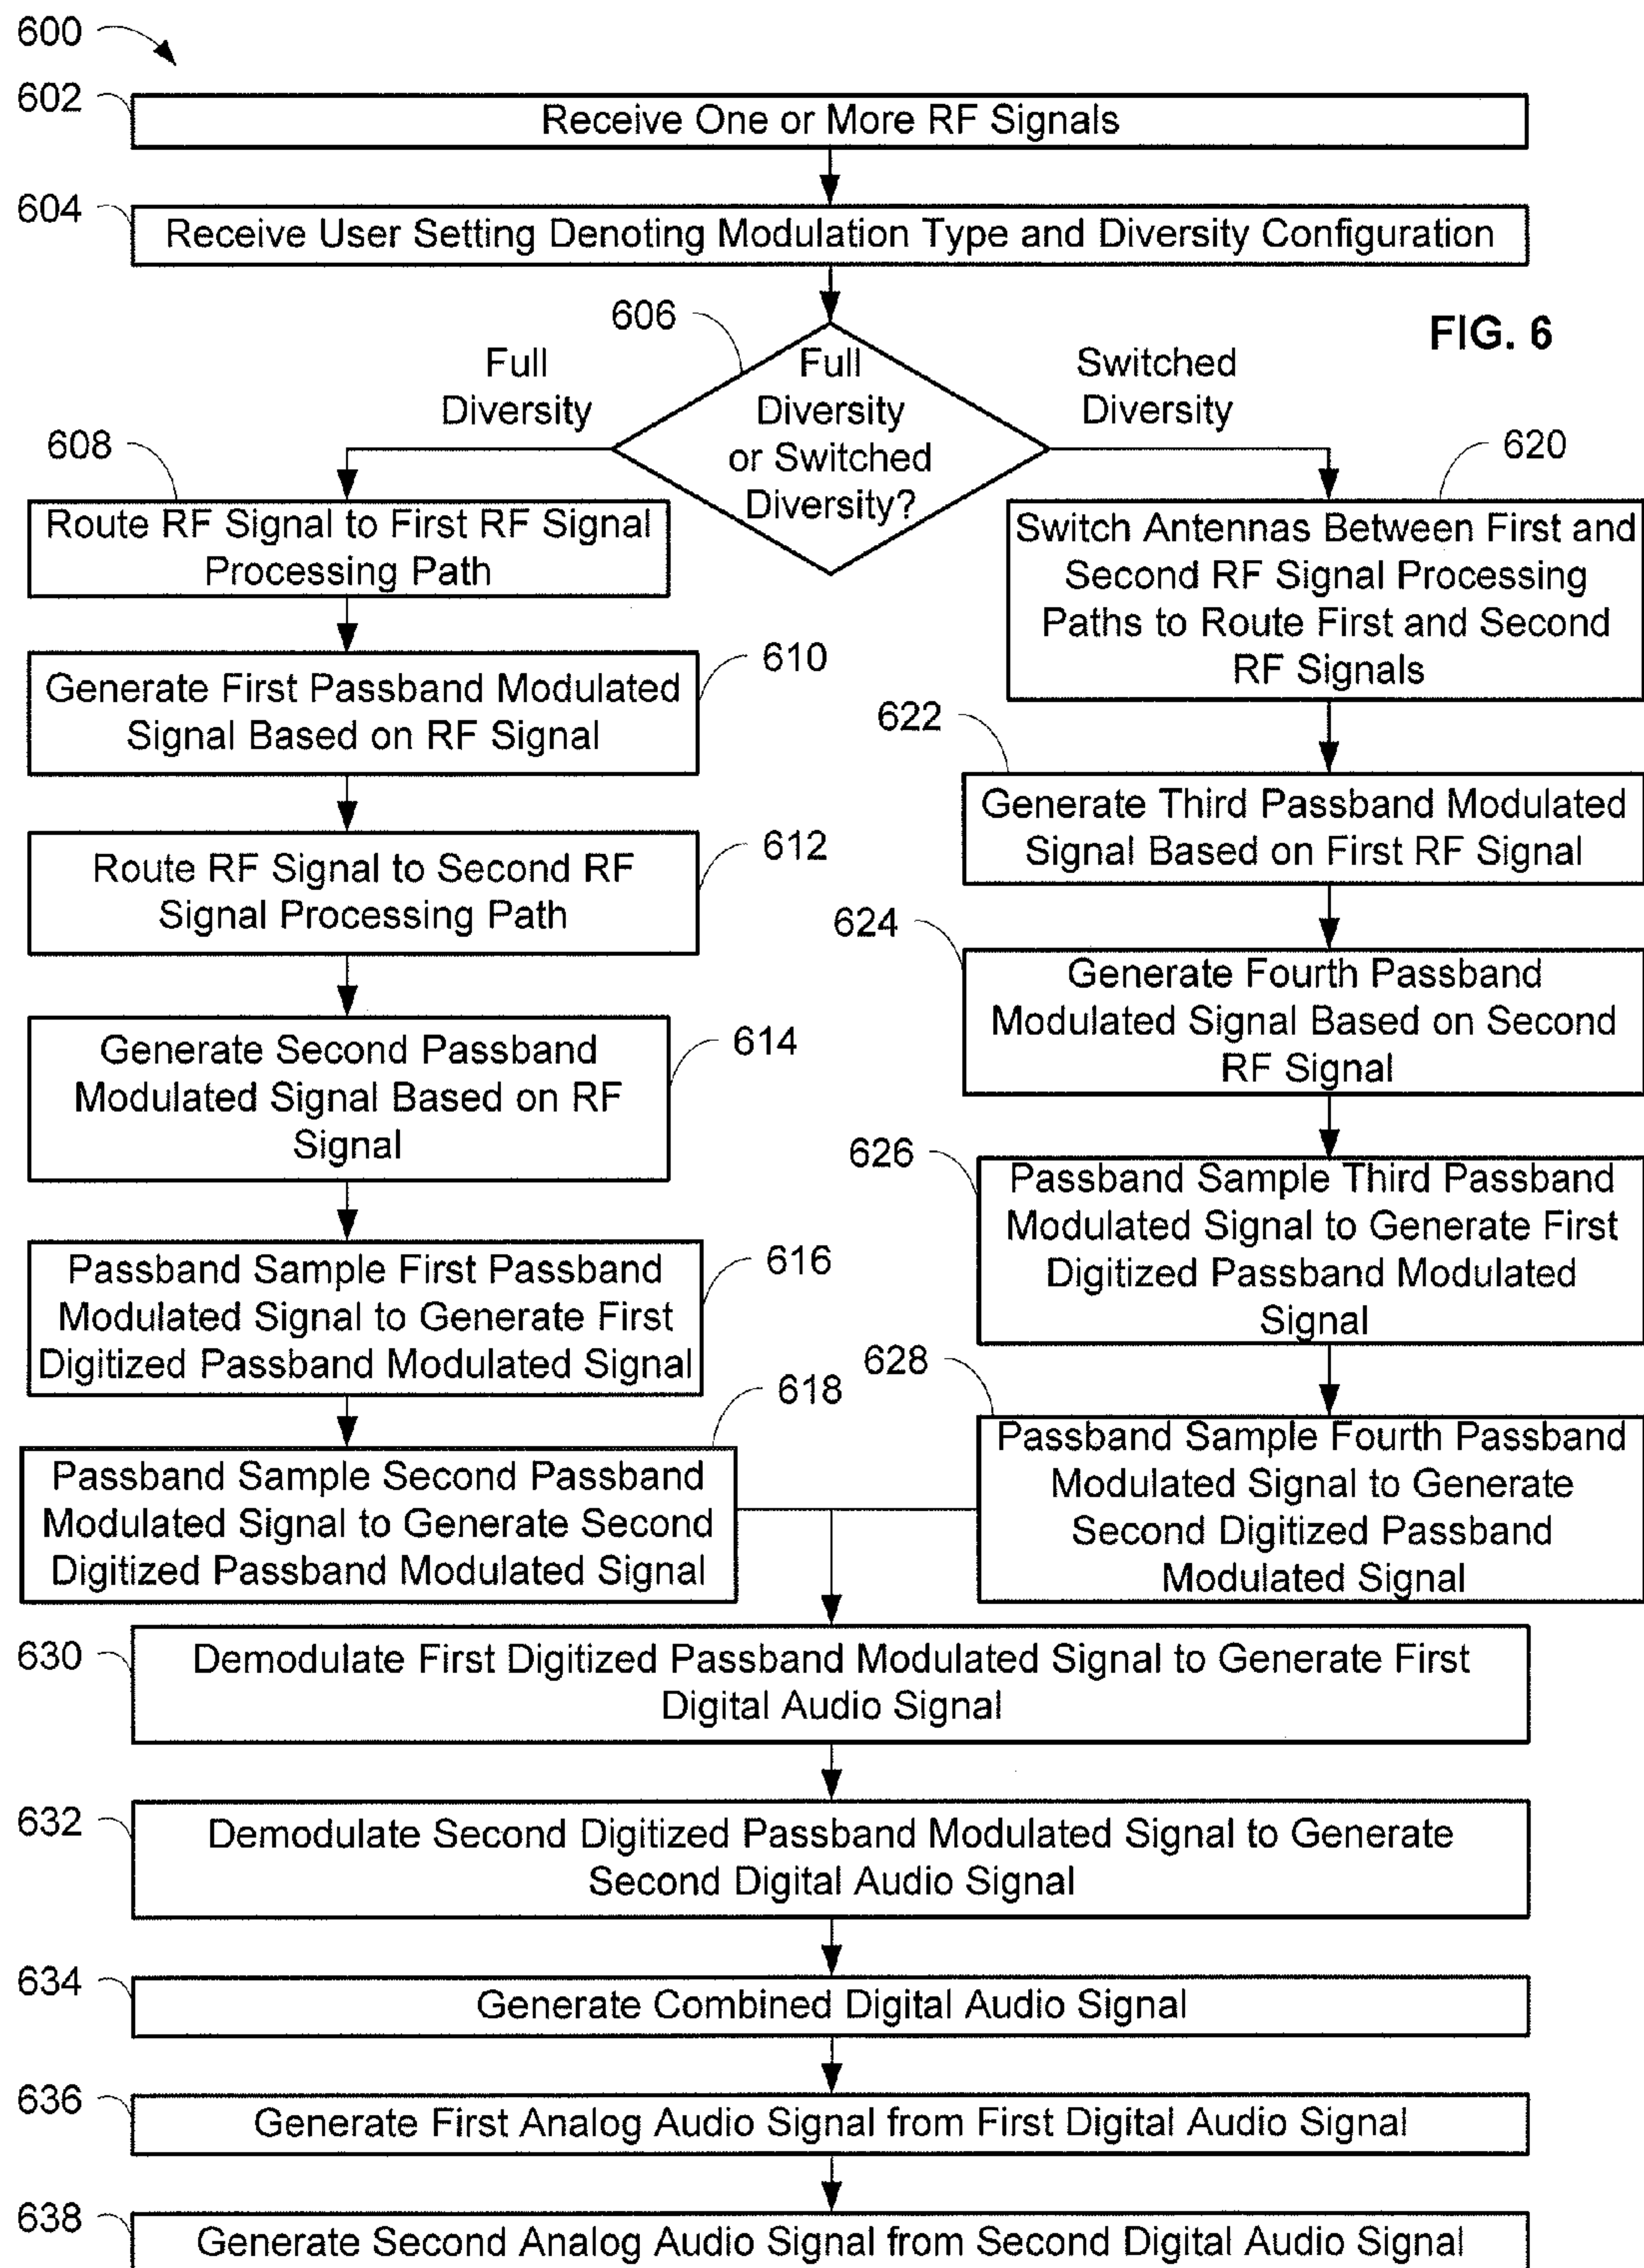 600
602
Receive One or More RF Signals
604
Receive User Setting Denoting Modulation Type and Diversity Configuration
606
FIG. 6
Full
Diversity
Full
Diversity
or Switched
Diversity?
Switched
Diversity
608
Route RF Signal to First RF Signal
Processing Path
610
Generate First Passband Modulated
Signal Based on RF Signal
612
Route RF Signal to Second RF
Signal Processing Path
614
Generate Second Passband
Modulated Signal Based on RF
Signal
616
Passband Sample First Passband
Modulated Signal to Generate First
Digitized Passband Modulated Signal
618
Passband Sample Second Passband
Modulated Signal to Generate Second
Digitized Passband Modulated Signal
620
Switch Antennas Between First and
Second RF Signal Processing
Paths to Route First and Second
RF Signals
622
Generate Third Passband Modulated
Signal Based on First RF Signal
624
Generate Fourth Passband
Modulated Signal Based on Second
RF Signal
626
Passband Sample Third Passband
Modulated Signal to Generate First
Digitized Passband Modulated
Signal
628
Passband Sample Fourth Passband
Modulated Signal to Generate
Second Digitized Passband
Modulated Signal
630
Demodulate First Digitized Passband Modulated Signal to Generate First
Digital Audio Signal
632
Demodulate Second Digitized Passband Modulated Signal to Generate
Second Digital Audio Signal
634
Generate Combined Digital Audio Signal
636
Generate First Analog Audio Signal from First Digital Audio Signal
638
Generate Second Analog Audio Signal from Second Digital Audio Signal